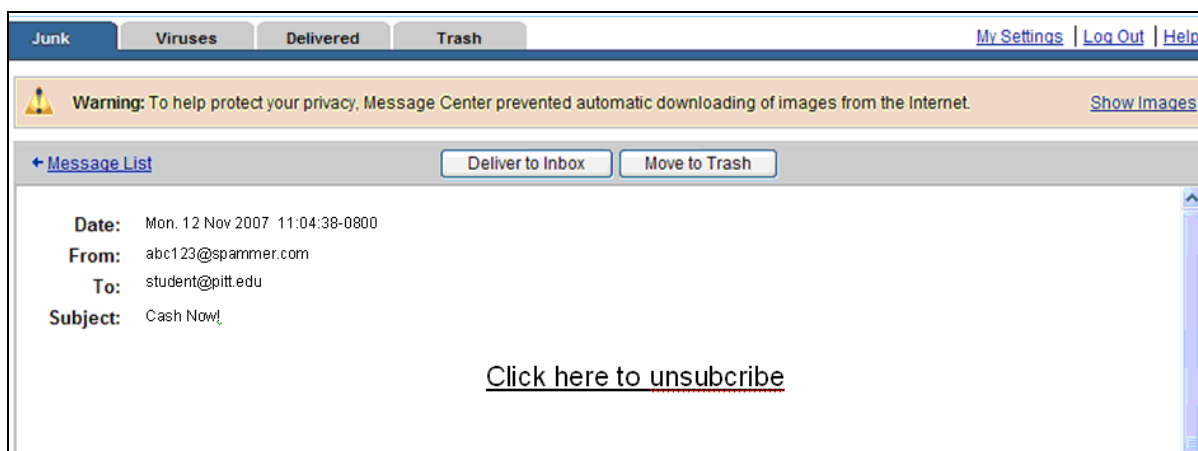 Junk Viruses Delivered Trash My Settings | Log Out | Help
Warning: To help protect your privacy, Message Center prevented automatic downloading of images from the Internet. Show Images
Message List Deliver to Inbox Move to Trash
Date: Mon. 12 Nov 2007 11:04:38-0800
From: abc123@spammer.com
To: student@pitt.edu
Subject: Cash Now!
Click here to unsubcribe